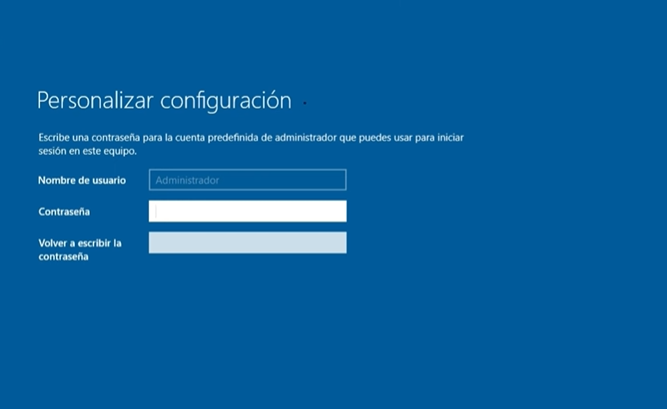 Personalizar configuración
Escribe una contraseña para la cuenta predefinida de administrador que puedes usar para iniciar
sesión en este equipo.
Nombre de usuario
Administrador
Contraseña
Volver a escribir la
contraseña